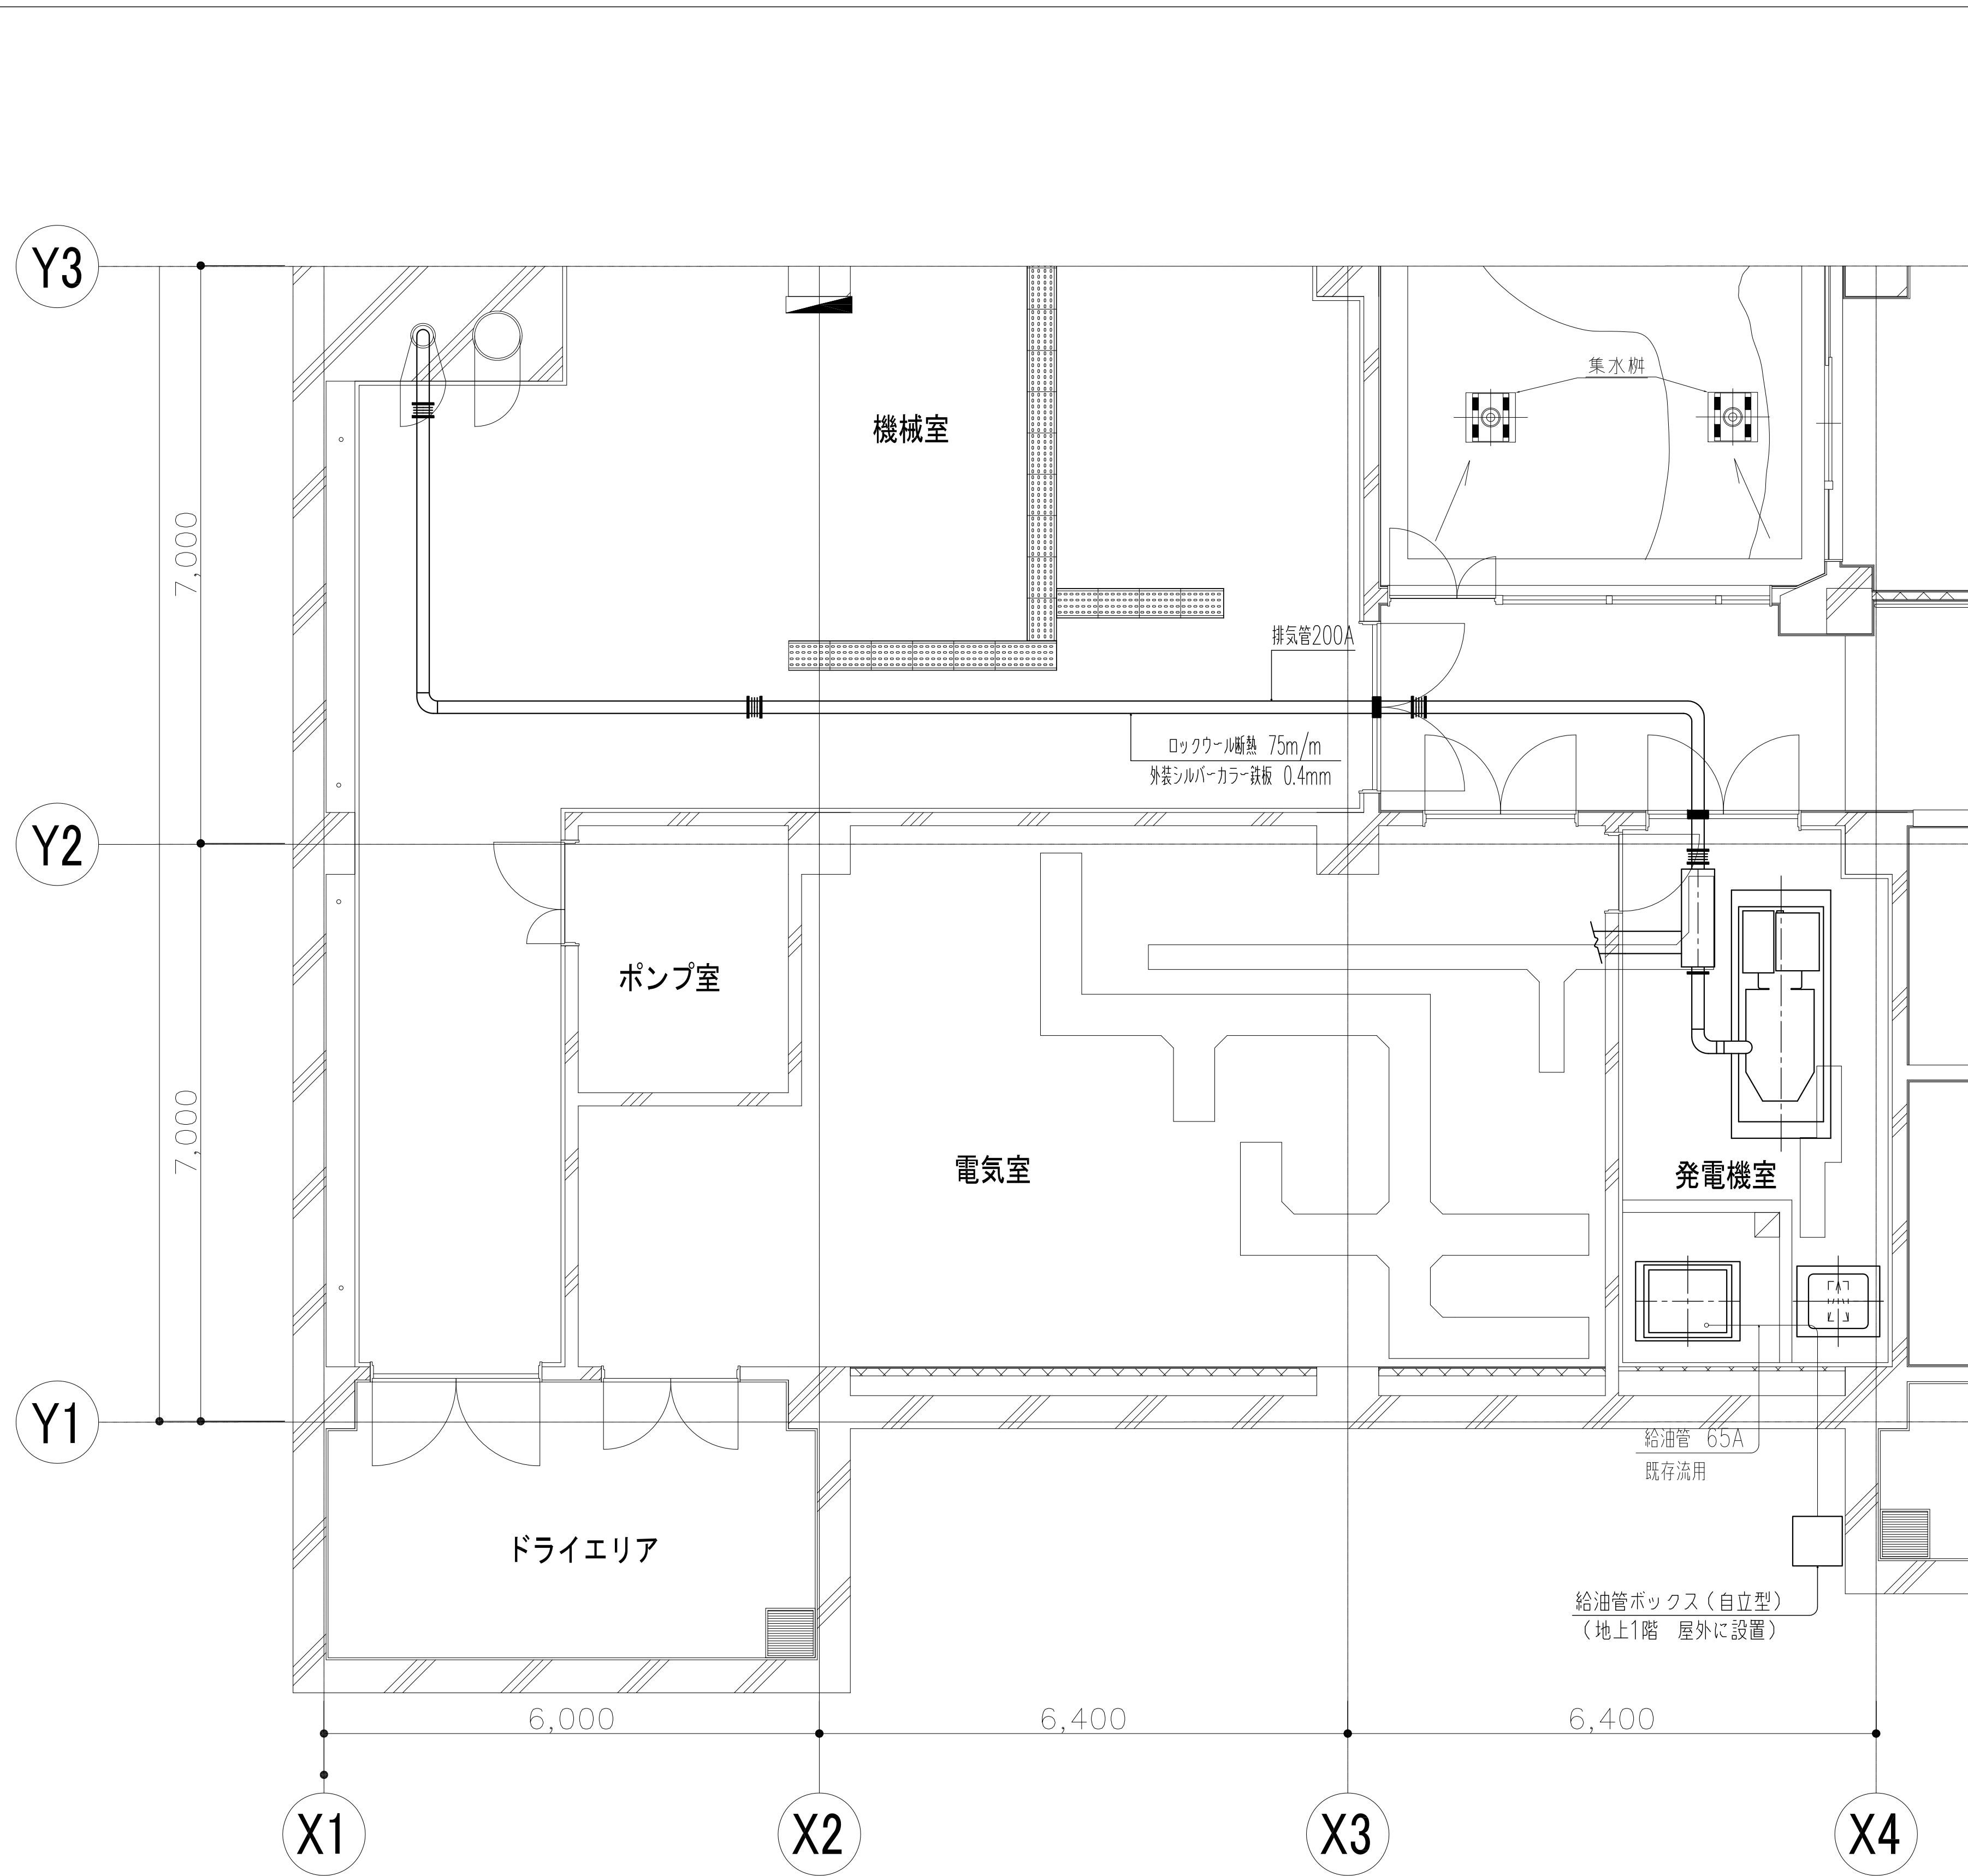 Y3
集水桝
機械室
7,000
排気管200A
ロックウール断熱 75m/m
外装シルバーカラー鉄板 0.4mm
Y2
ポンプ室
7,000
電気室
発電機室
Y1
給油管 65A
既存流用
ドライエリア
給油管ボックス（自立型）
（地上1階 屋外に設置）
6,000
6,400
6,400
X1
X2
X3
X4